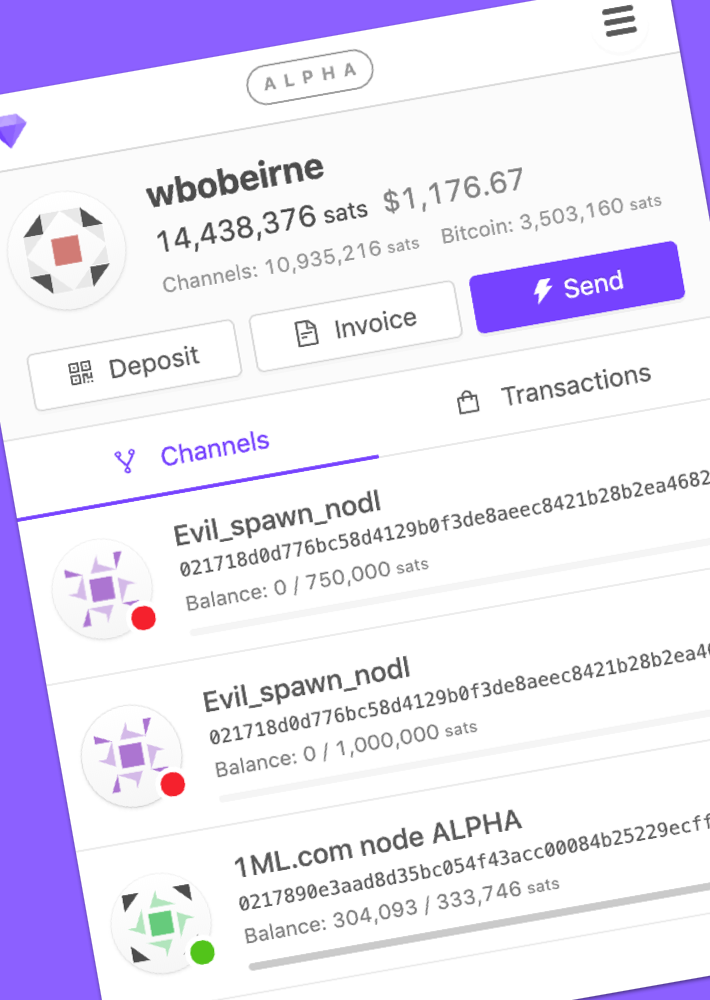 ALPHA
wbobeirne
14,438,376 sats $1,176.67
Channels: 10,935,216 sats Bitcoin: 3,503,160 sats
Deposit Invoice Send
Channels Transactions
Evil_spawn_nodl
021718d0d776bc58d4129b0f3de8aeec8421b28b2ea4682
Balance: 0 / 750,000 sats
Evil_spawn_nodl
021718d0d776bc58d4129b0f3de8aeec8421b28b2ea46
Balance: 0 / 1,000,000 sats
1ML.com node ALPHA
0217890e3aad8d35bc054f43acc00084b25229ecff
Balance: 304,093 / 333,746 sats